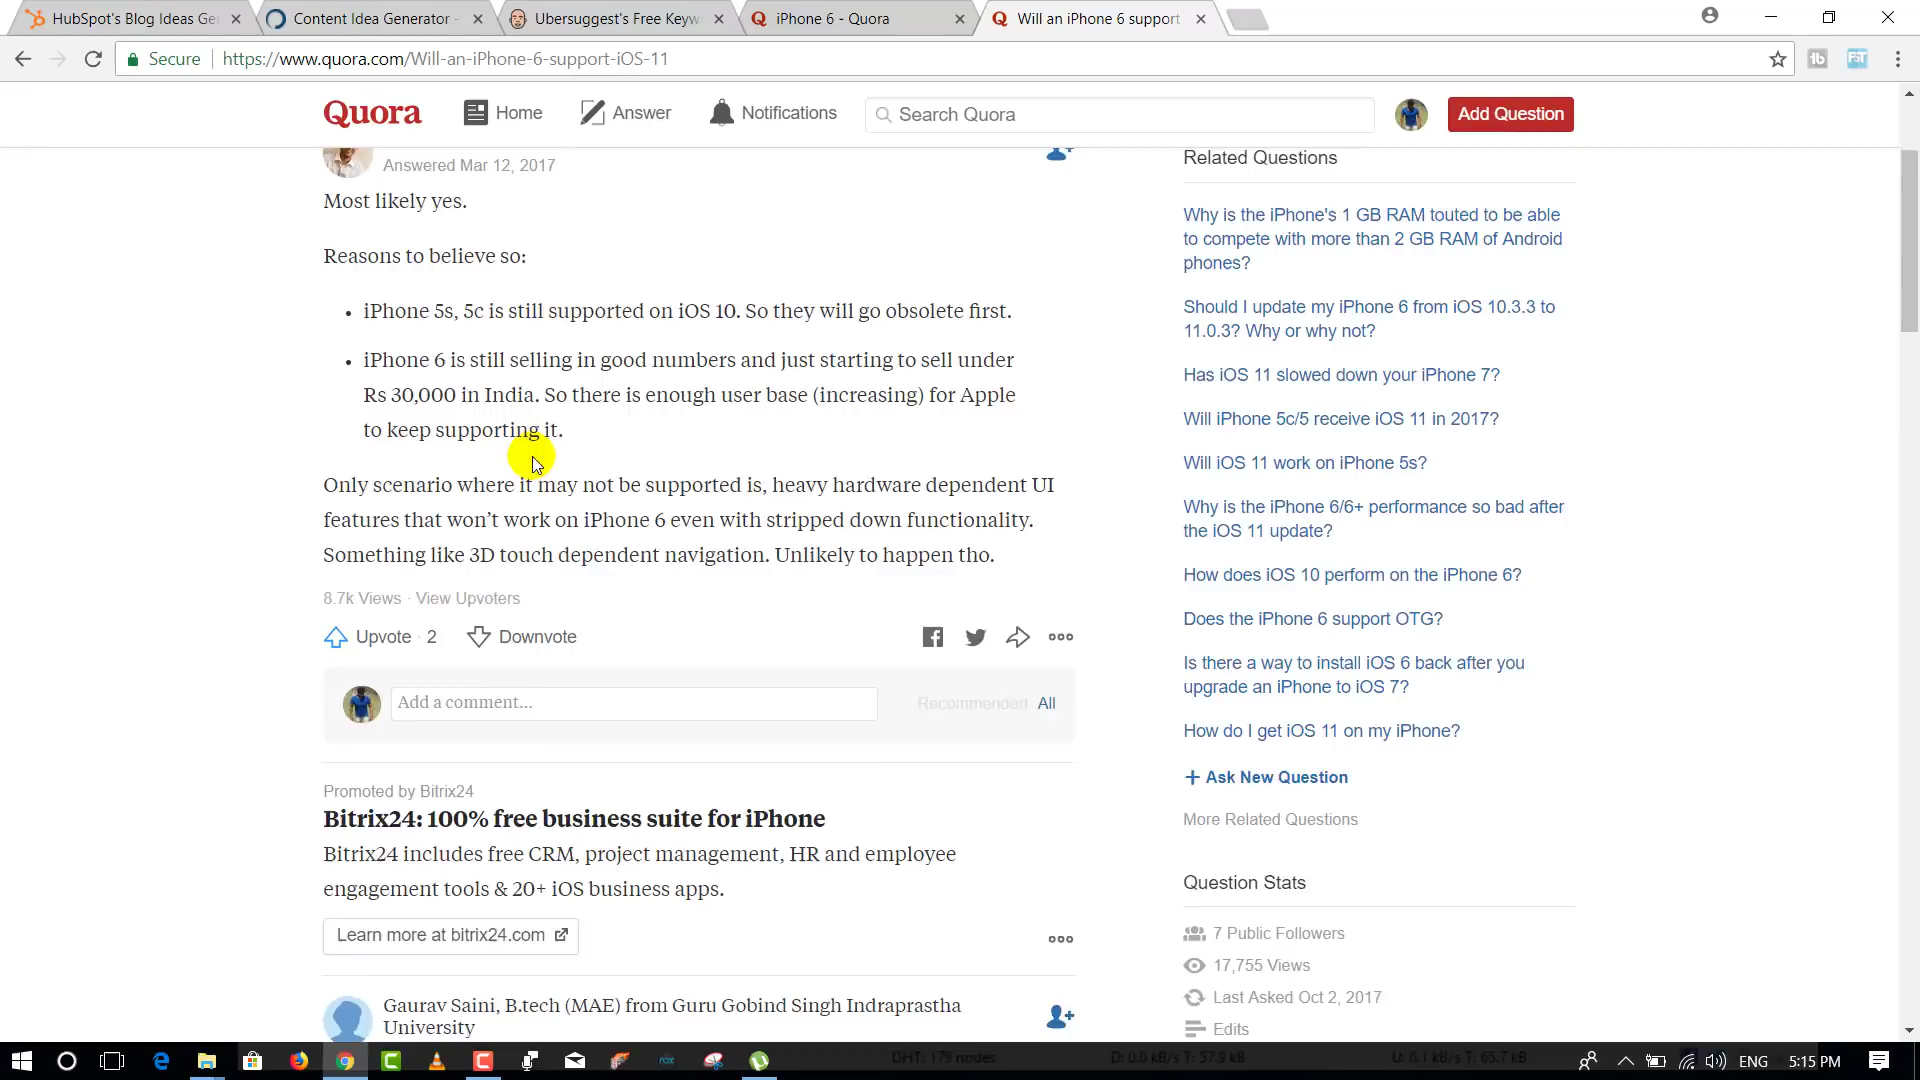 HubSpot's Blog Ideas Ge
Content Idea Generator -
Ubersuggest's Free Keyw
iPhone 6 - Quora
Will an iPhone 6 support
Secure
https://www.quora.com/Will-an-iPhone-6-support-iOS-11
Quora
Home
Answer
Notifications
Search Quora
Add Question
Answered Mar 12, 2017
Most likely yes.
Reasons to believe so:
• iPhone 5s, 5c is still supported on iOS 10. So they will go obsolete first.
• iPhone 6 is still selling in good numbers and just starting to sell under
Rs 30,000 in India. So there is enough user base (increasing) for Apple
to keep supporting it.
Only scenario where it may not be supported is, heavy hardware dependent UI
features that won't work on iPhone 6 even with stripped down functionality.
Something like 3D touch dependent navigation. Unlikely to happen tho.
8.7k Views · View Upvoters
Upvote · 2
Downvote
Add a comment...
Recommended
All
Promoted by Bitrix24
Bitrix24: 100% free business suite for iPhone
Bitrix24 includes free CRM, project management, HR and employee
engagement tools & 20+ iOS business apps.
Learn more at bitrix24.com
Gaurav Saini, B.tech (MAE) from Guru Gobind Singh Indraprastha
University
Related Questions
Why is the iPhone's 1 GB RAM touted to be able
to compete with more than 2 GB RAM of Android
phones?
Should I update my iPhone 6 from iOS 10.3.3 to
11.0.3? Why or why not?
Has iOS 11 slowed down your iPhone 7?
Will iPhone 5c/5 receive iOS 11 in 2017?
Will iOS 11 work on iPhone 5s?
Why is the iPhone 6/6+ performance so bad after
the iOS 11 update?
How does iOS 10 perform on the iPhone 6?
Does the iPhone 6 support OTG?
Is there a way to install iOS 6 back after you
upgrade an iPhone to iOS 7?
How do I get iOS 11 on my iPhone?
+ Ask New Question
More Related Questions
Question Stats
7 Public Followers
17,755 Views
Last Asked Oct 2, 2017
Edits
DHT: 179 nodes
D: 0.0 kB/s T: 57.9 kB
U: 0.1 kB/s T: 65.7 kB
ENG
5:15 PM